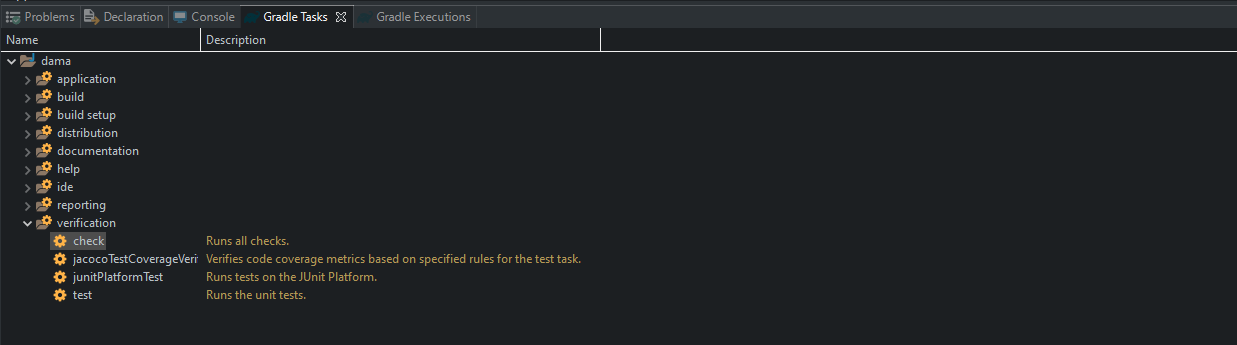 Problems Declaration Console Gradle Tasks Gradle Executions
Name Description
dama
application
build
build setup
distribution
documentation
help
ide
reporting
verification
check Runs all checks.
jacocoTestCoverageVeri Verifies code coverage metrics based on specified rules for the test task.
junitPlatformTest Runs tests on the JUnit Platform.
test Runs the unit tests.